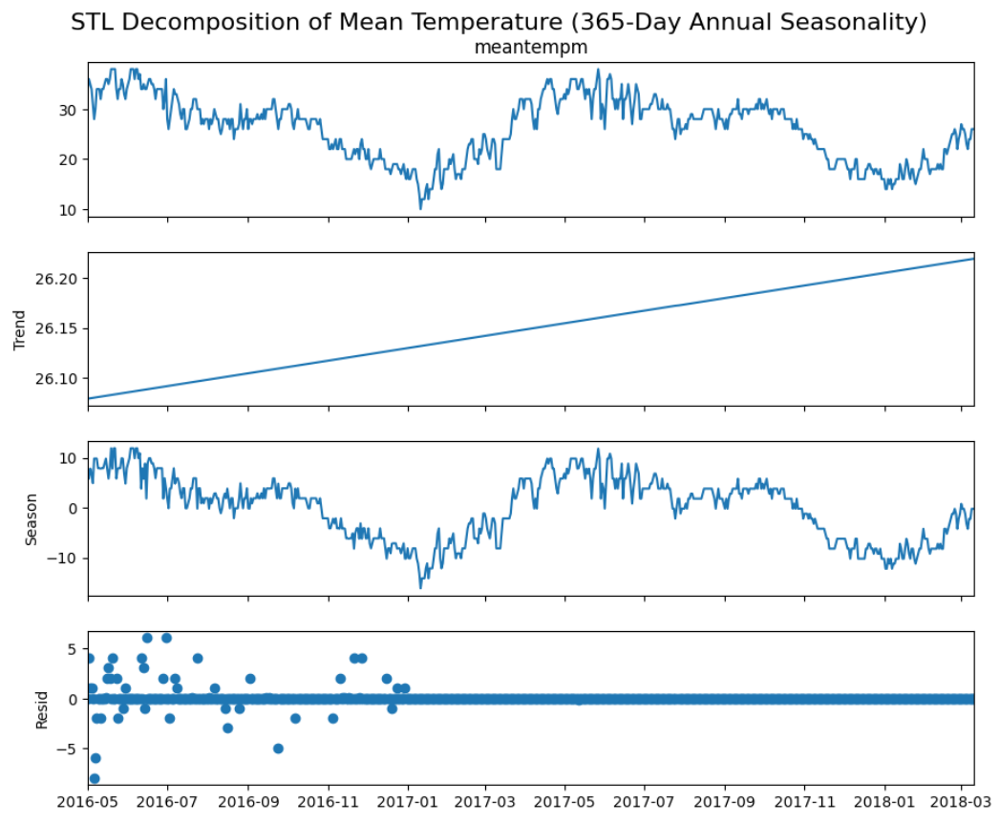 STL Decomposition of Mean Temperature (365-Day Annual Seasonality)
meantempm
30
20
10
Trend
26.20
26.15
26.10
Season
10
0
−10
Resid
5
0
−5
2016-05 2016-07 2016-09 2016-11 2017-01 2017-03 2017-05 2017-07 2017-09 2017-11 2018-01 2018-03